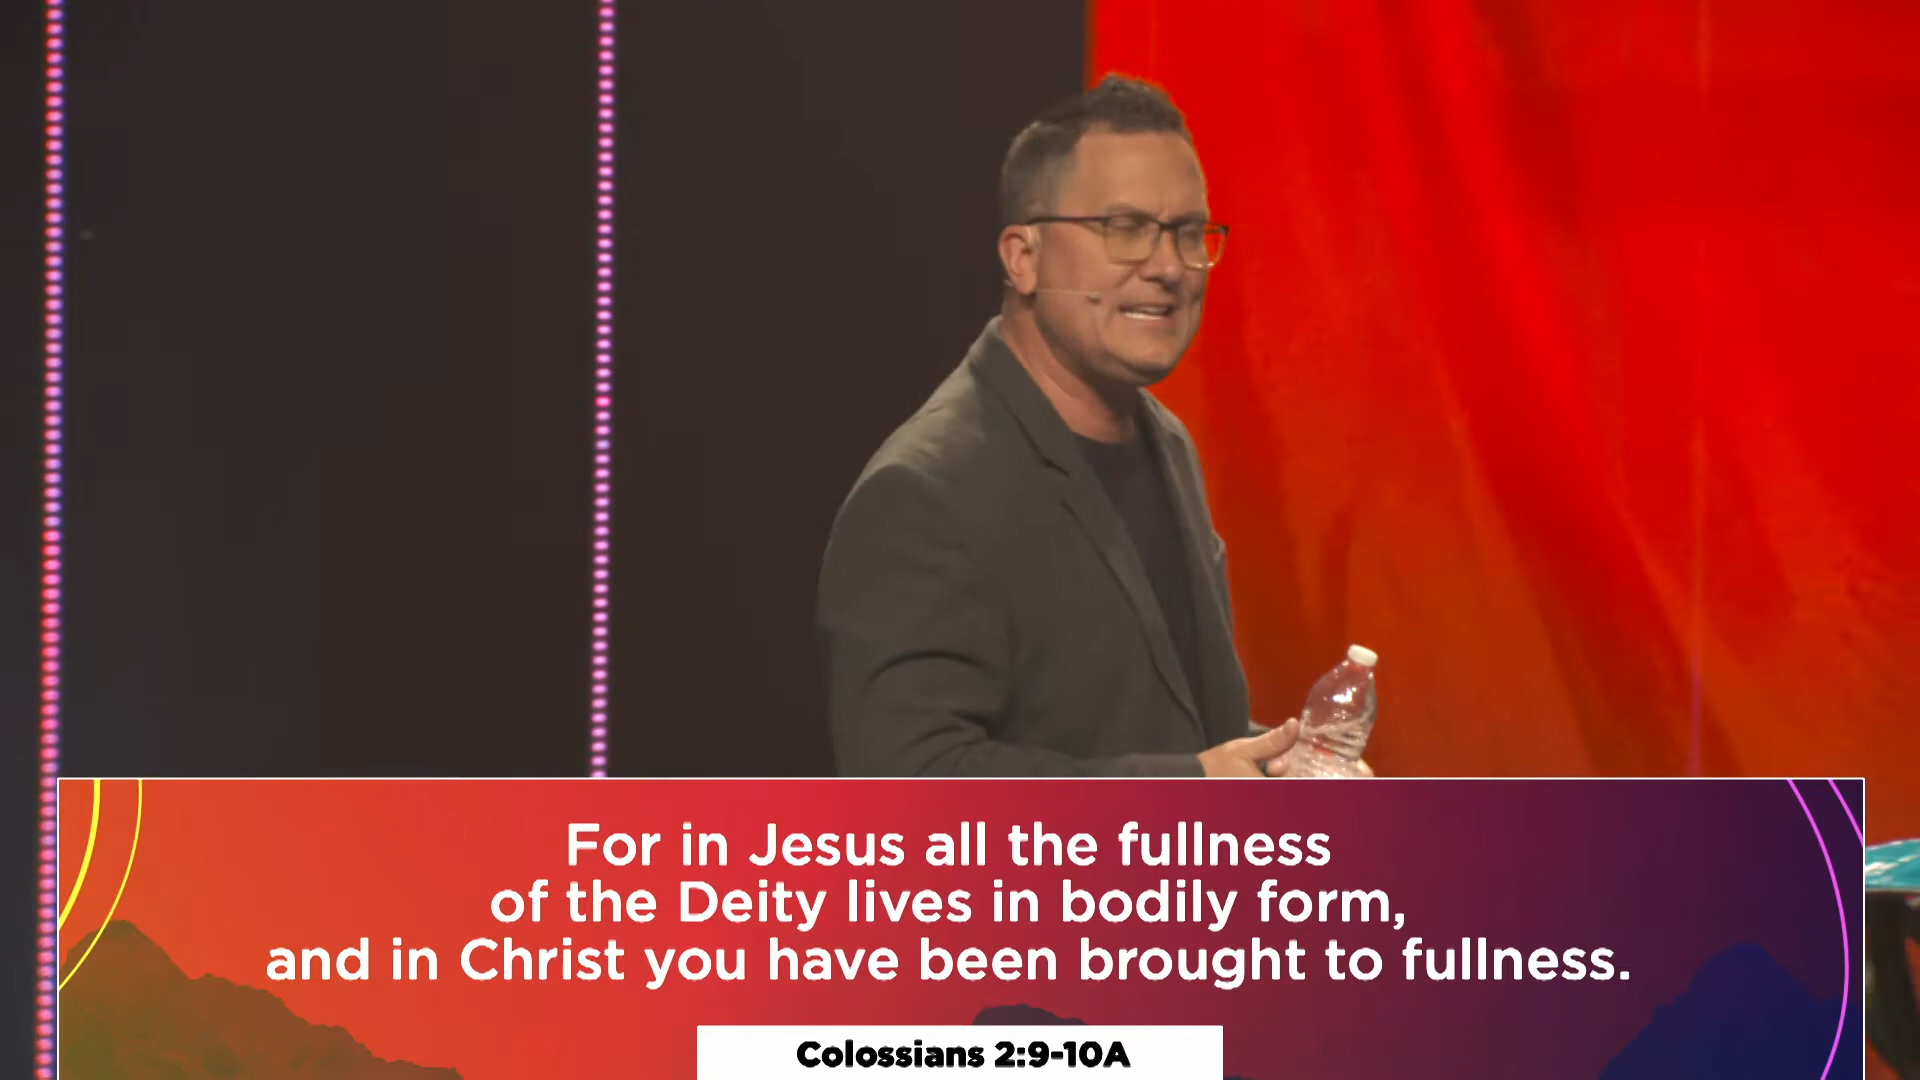 For in Jesus all the fullness
of the Deity lives in bodily form,
and in Christ you have been brought to fullness.
Colossians 2:9-10A